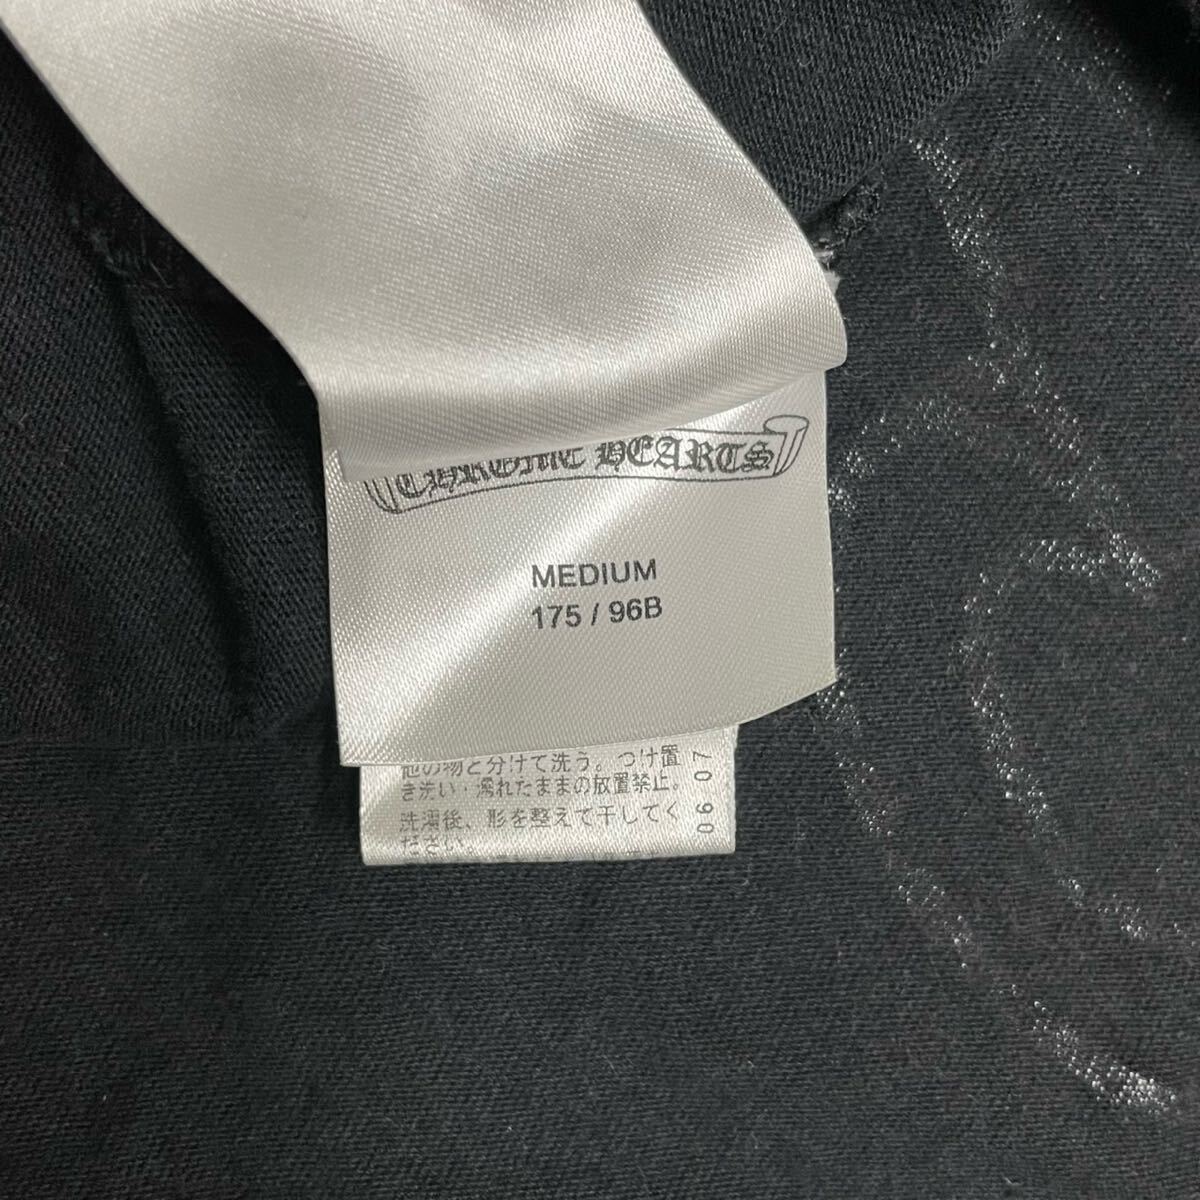 CHROME HEARTS
MEDIUM
175 / 96B
他の物と分けて洗う。つけ置
き洗い・濡れたままの放置禁止。
洗濯後、形を整えて干してく
ださい。
06 07